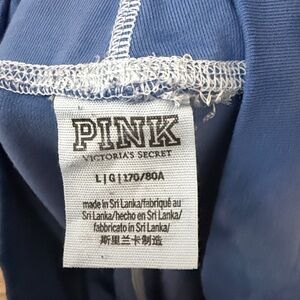 PINK
VICTORIA'S SECRET
L | G | 170/80A
made in Sri Lanka/fabriqué au
Sri Lanka/hecho en Sri Lanka/
fabbricato in Sri Lanka/
斯里兰卡制造